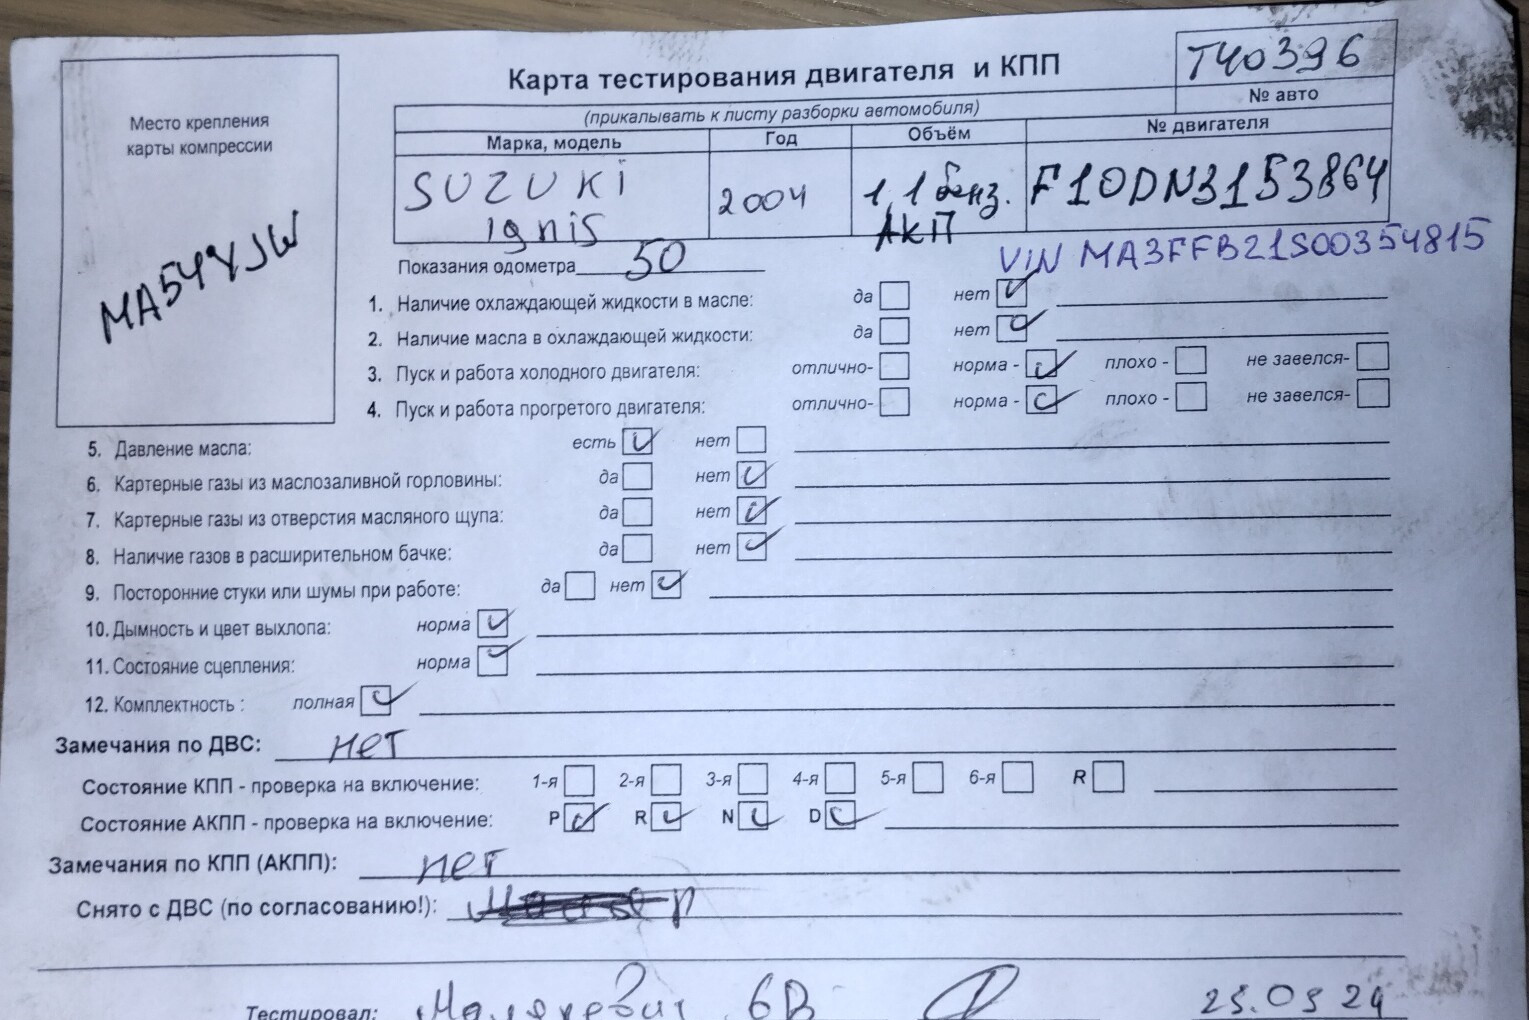 Т40396
№ авто
Карта тестирования двигателя и КПП
(прикалывать к листу разборки автомобиля)
Место крепления
карты компрессии
MA54YJW
Марка, модель Год Объём № двигателя
SUZUKI
ignis 2004 1,1 бенз. АКП F10DN3153864
Показания одометра 50
VIN MA3FFB21S00354815
1. Наличие охлаждающей жидкости в масле: да нет
2. Наличие масла в охлаждающей жидкости: да нет
3. Пуск и работа холодного двигателя: отлично- норма - плохо - не завелся-
4. Пуск и работа прогретого двигателя: отлично- норма - плохо - не завелся-
5. Давление масла: есть нет
6. Картерные газы из маслозаливной горловины: да нет
7. Картерные газы из отверстия масляного щупа: да нет
8. Наличие газов в расширительном бачке: да нет
9. Посторонние стуки или шумы при работе: да нет
10. Дымность и цвет выхлопа: норма
11. Состояние сцепления: норма
12. Комплектность : полная
Замечания по ДВС: нет
Состояние КПП - проверка на включение: 1-я 2-я 3-я 4-я 5-я 6-я R
Состояние АКПП - проверка на включение: P R N D
Замечания по КПП (АКПП): нет
Снято с ДВС (по согласованию!):
Тестировал: